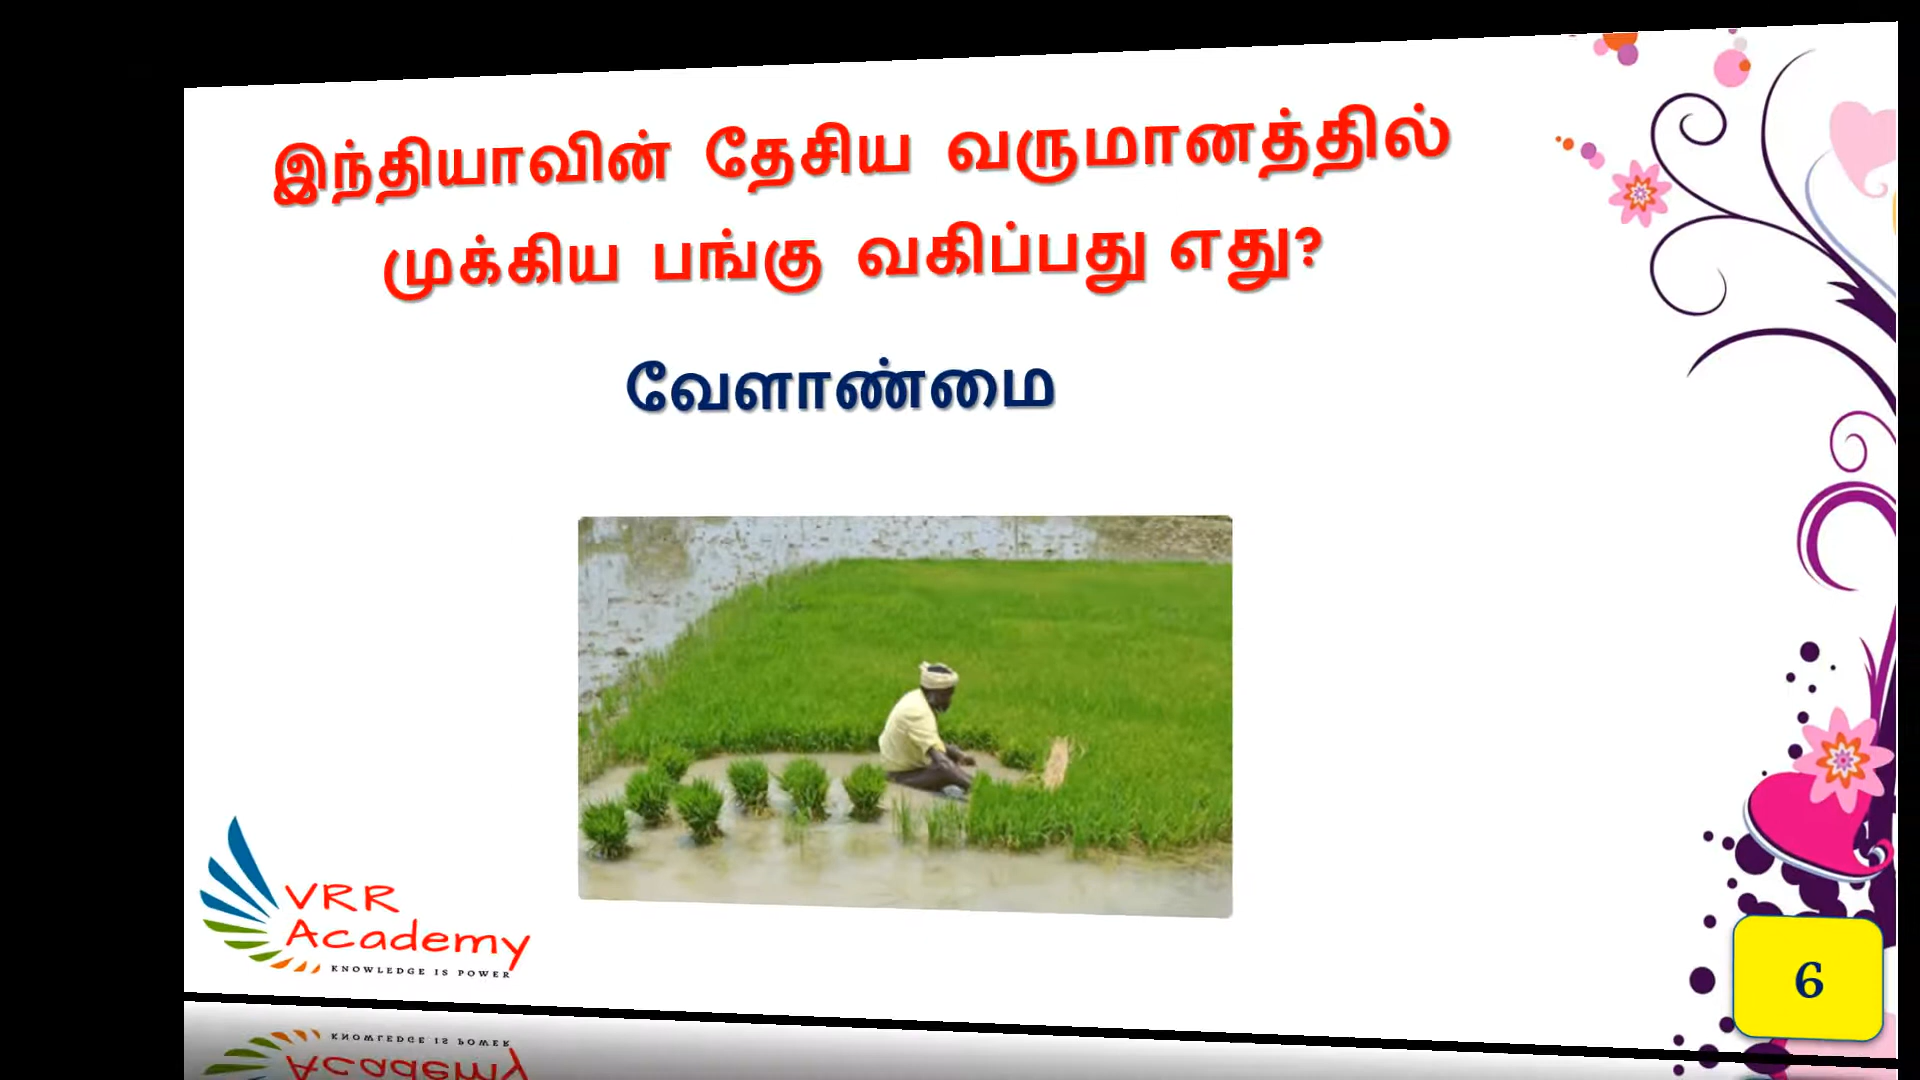 இந்தியாவின் தேசிய வருமானத்தில்
முக்கிய பங்கு வகிப்பது எது?
வேளாண்மை
VRR
Academy
KNOWLEDGE IS POWER
6